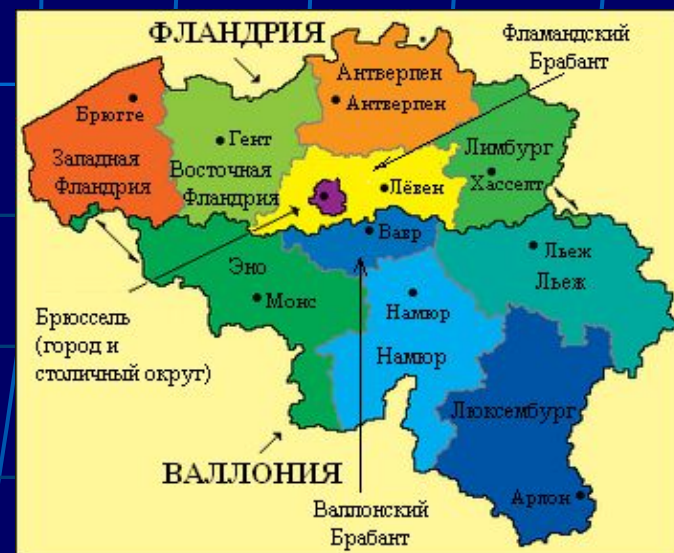 ФЛАНДРИЯ
Фламандский
Брабант
Антверпен
Антверпен
Брюгге
Гент
Западная
Фландрия
Восточная
Фландрия
Лимбург
Хасселт
Лёвен
Вавр
Льеж
Льеж
Эно
Монс
Намюр
Намюр
Брюссель
(город и
столичный округ)
Люксембург
Арлон
ВАЛЛОНИЯ
Валлонский
Брабант